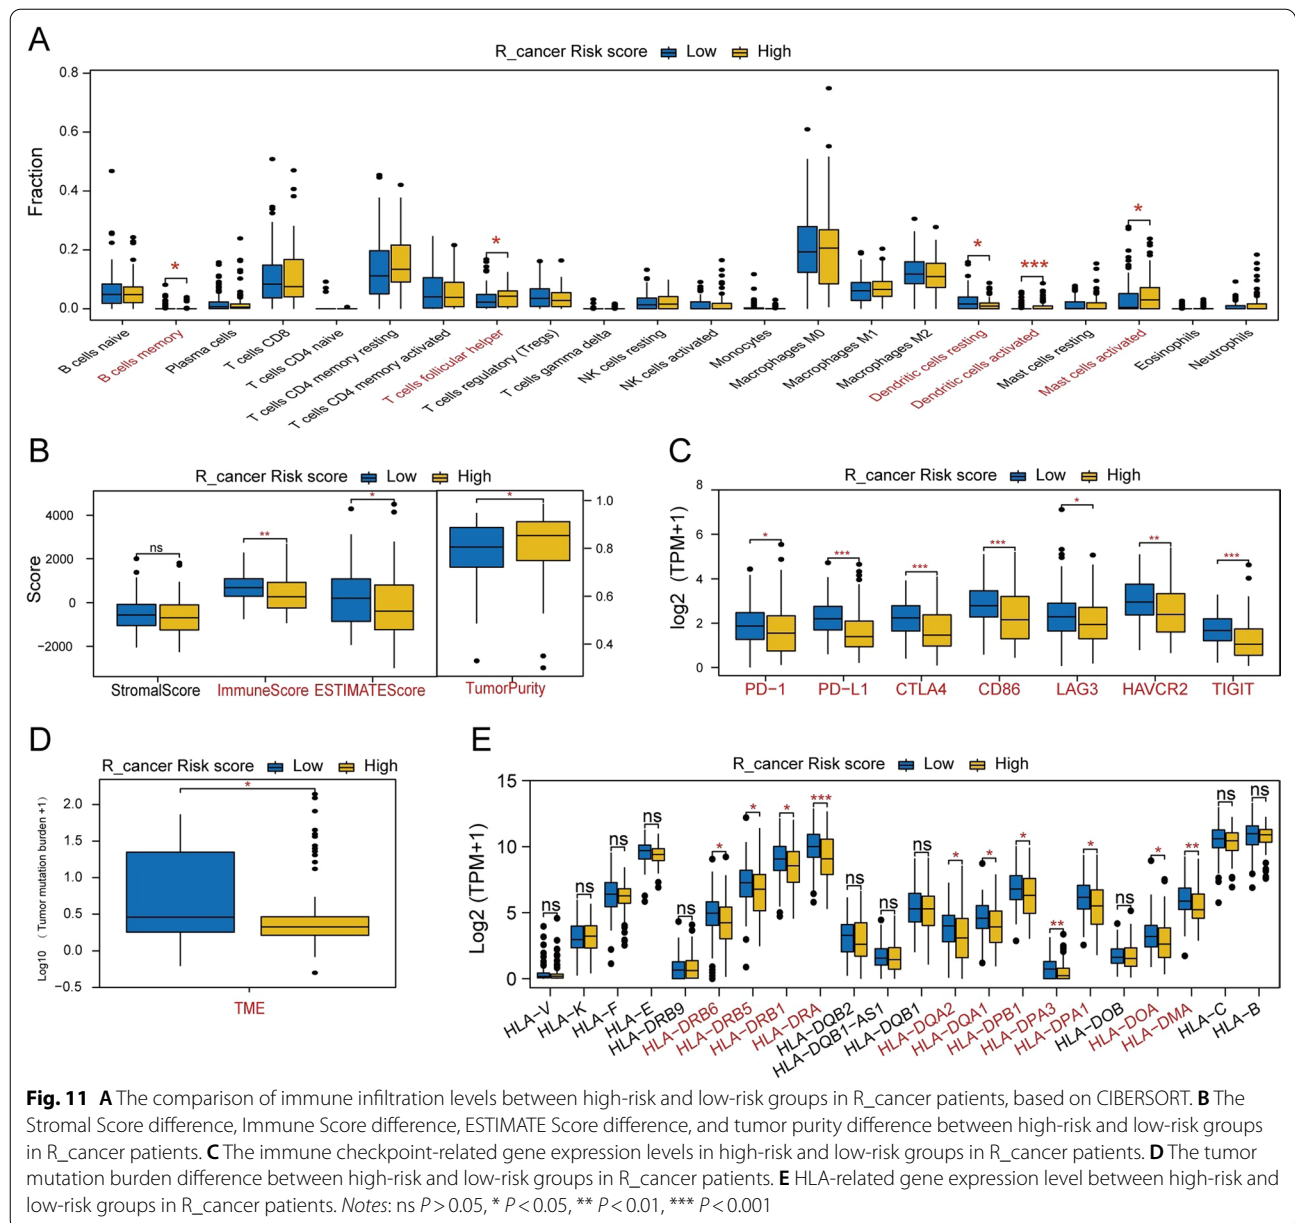 A
R_cancer Risk score Low High
Fraction
0.8
0.6
0.4
0.2
0.0
*
*
*
***
*
B cells naive
B cells memory
Plasma cells
T cells CD8
T cells CD4 naive
T cells CD4 memory resting
T cells CD4 memory activated
T cells follicular helper
T cells regulatory (Tregs)
T cells gamma delta
NK cells resting
NK cells activated
Monocytes
Macrophages M0
Macrophages M1
Macrophages M2
Dendritic cells resting
Dendritic cells activated
Mast cells resting
Mast cells activated
Eosinophils
Neutrophils
B
R_cancer Risk score Low High
Score
4000
2000
0
−2000
ns
**
*
*
1.0
0.8
0.6
0.4
StromalScore ImmuneScore ESTIMATEScore TumorPurity
C
R_cancer Risk score Low High
log2 (TPM+1)
8
6
4
2
0
*
***
***
***
*
**
***
PD−1 PD−L1 CTLA4 CD86 LAG3 HAVCR2 TIGIT
D
R_cancer Risk score Low High
Log10 (Tumor mutation burden +1)
2.0
1.5
1.0
0.5
0.0
−0.5
*
TME
E
R_cancer Risk score Low High
Log2 (TPM+1)
15
10
5
0
ns
ns
ns
ns
ns
*
*
*
***
ns
ns
ns
*
*
*
**
*
ns
*
**
ns
ns
HLA−V
HLA−K
HLA−F
HLA−E
HLA−DRB9
HLA−DRB6
HLA−DRB5
HLA−DRB1
HLA−DRA
HLA−DQB2
HLA−DQB1−AS1
HLA−DQB1
HLA−DQA2
HLA−DQA1
HLA−DPB1
HLA−DPA3
HLA−DPA1
HLA−DOB
HLA−DOA
HLA−DMA
HLA−C
HLA−B
Fig. 11 A The comparison of immune infiltration levels between high-risk and low-risk groups in R_cancer patients, based on CIBERSORT. B The
Stromal Score difference, Immune Score difference, ESTIMATE Score difference, and tumor purity difference between high-risk and low-risk groups
in R_cancer patients. C The immune checkpoint-related gene expression levels in high-risk and low-risk groups in R_cancer patients. D The tumor
mutation burden difference between high-risk and low-risk groups in R_cancer patients. E HLA-related gene expression level between high-risk and
low-risk groups in R_cancer patients. Notes: ns P > 0.05, * P < 0.05, ** P < 0.01, *** P < 0.001